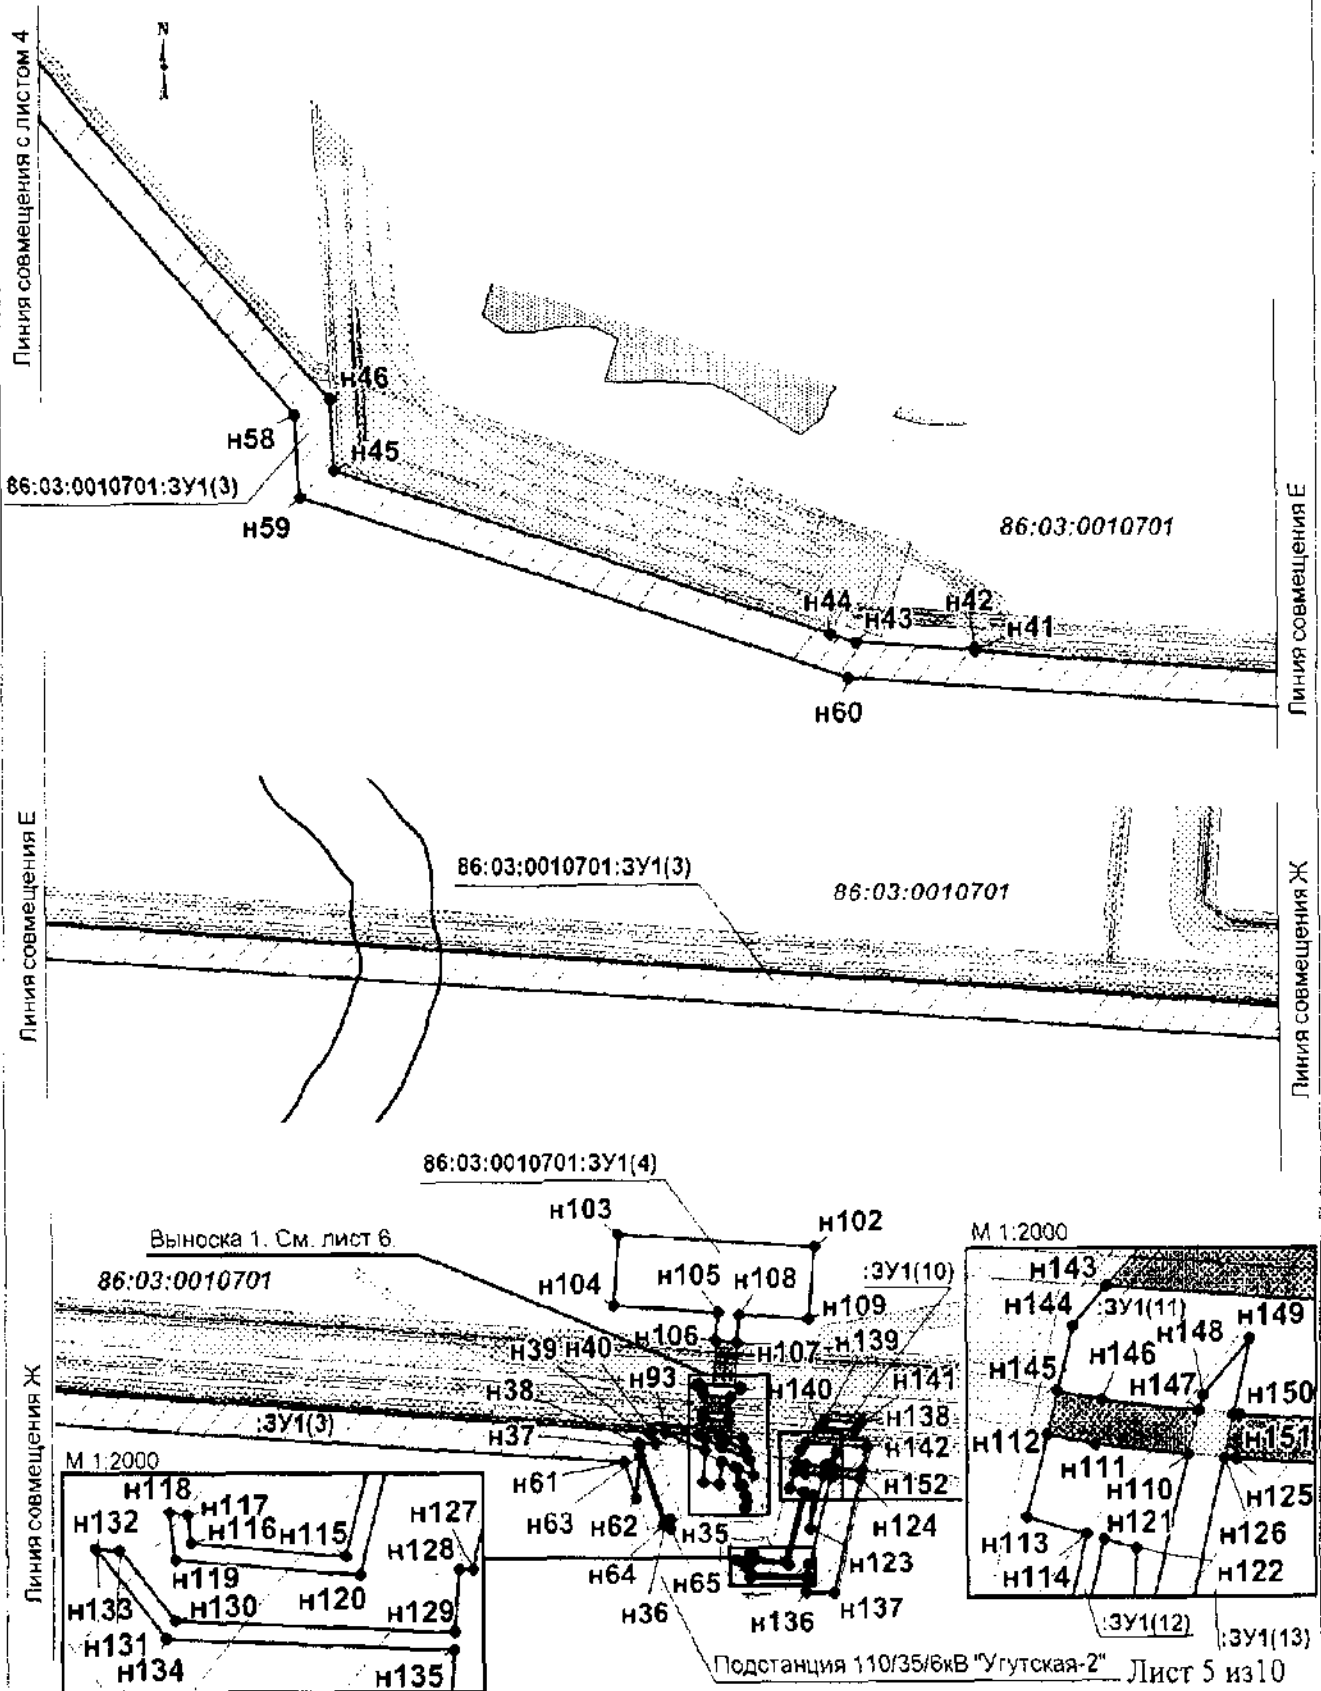 N
Линия совмещения с листом 4
н46
н58
н45
86:03:0010701:ЗУ1(3)
н59
86:03:0010701
н44
н43
н42
н41
н60
Линия совмещения Е
Линия совмещения Е
86:03:0010701:ЗУ1(3)
86:03:0010701
Линия совмещения Ж
86:03:0010701:ЗУ1(4)
н103
н102
Выноска 1. См. лист 6.
86:03:0010701
н104
н105
н108
:ЗУ1(10)
н109
н106
н107
н139
н39
н40
н93
н140
н141
н38
н138
:ЗУ1(3)
н37
н142
н61
н152
н63
н62
н35
н124
н64
н65
н123
н36
н136
н137
Линия совмещения Ж
М 1:2000
н118
н117
н127
н132
н116
н115
н128
н119
н120
н133
н130
н129
н131
н134
н135
М 1:2000
н143
н144
:ЗУ1(11)
н149
н148
н145
н146
н147
н150
н112
н151
н111
н110
н125
н113
н121
н126
н114
н122
:ЗУ1(12)
:ЗУ1(13)
Подстанция 110/35/6кВ "Угутская-2"
Лист 5 из10